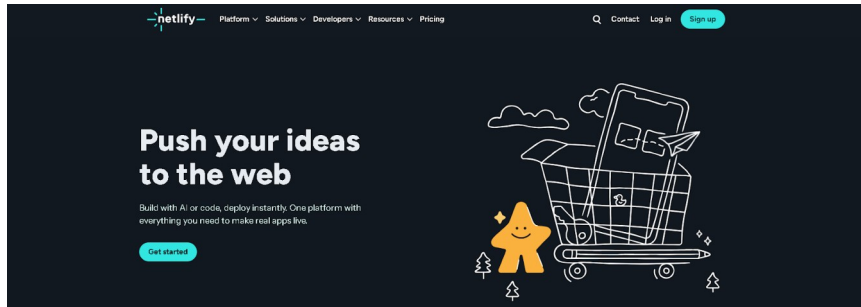 netlify
Platform Solutions Developers Resources Pricing
Contact Log in Sign up
Push your ideas
to the web
Build with AI or code, deploy instantly. One platform with
everything you need to make real apps live.
Get started